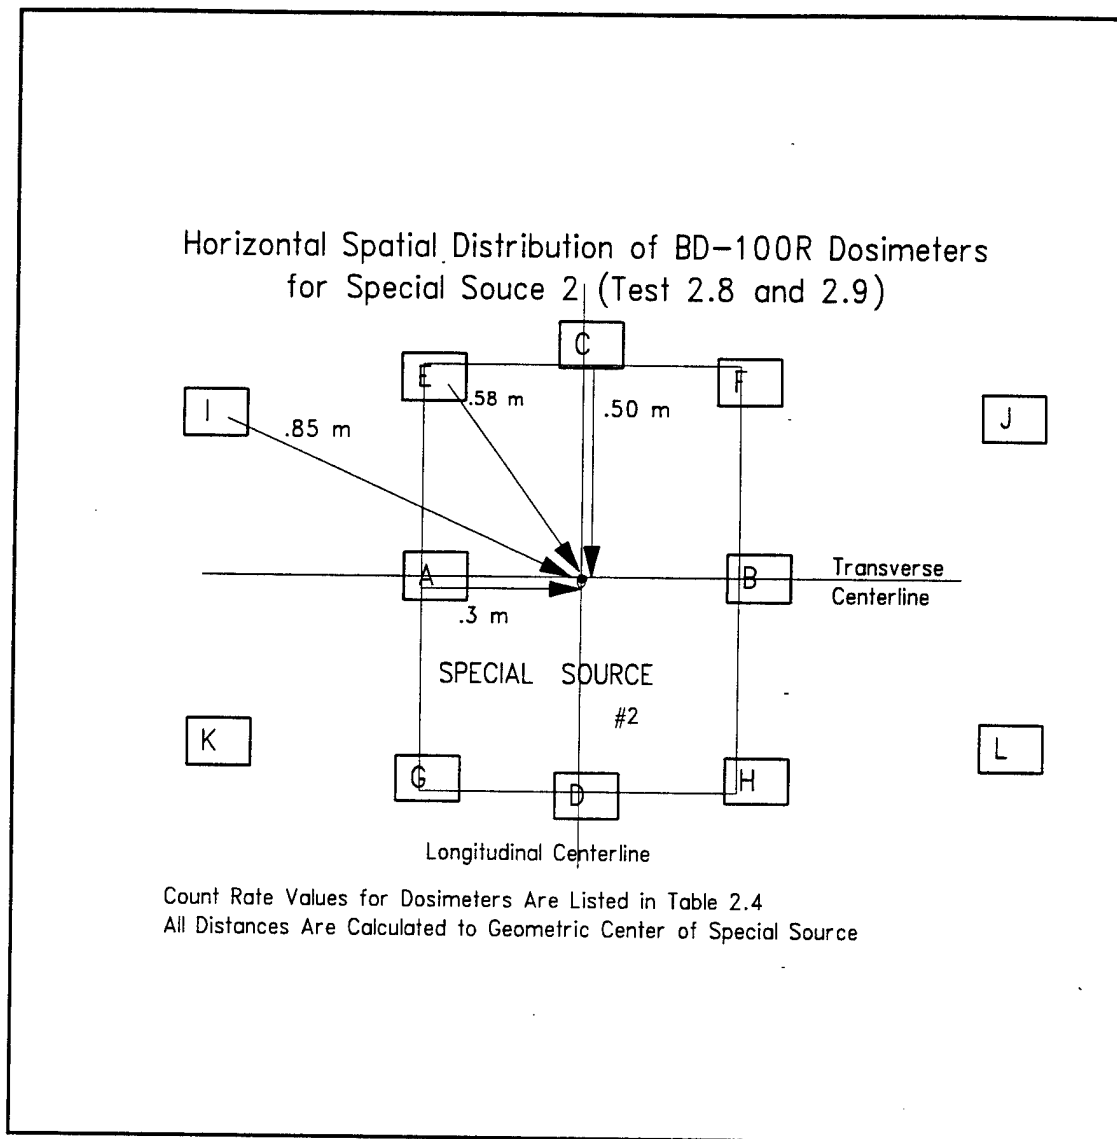 Horizontal Spatial Distribution of BD-100R Dosimeters
for Special Souce 2 (Test 2.8 and 2.9)
C
E
F
.58 m
.50 m
I
.85 m
J
A
B
Transverse
Centerline
.3 m
SPECIAL SOURCE
#2
K
L
G
D
H
Longitudinal Centerline
Count Rate Values for Dosimeters Are Listed in Table 2.4
All Distances Are Calculated to Geometric Center of Special Source